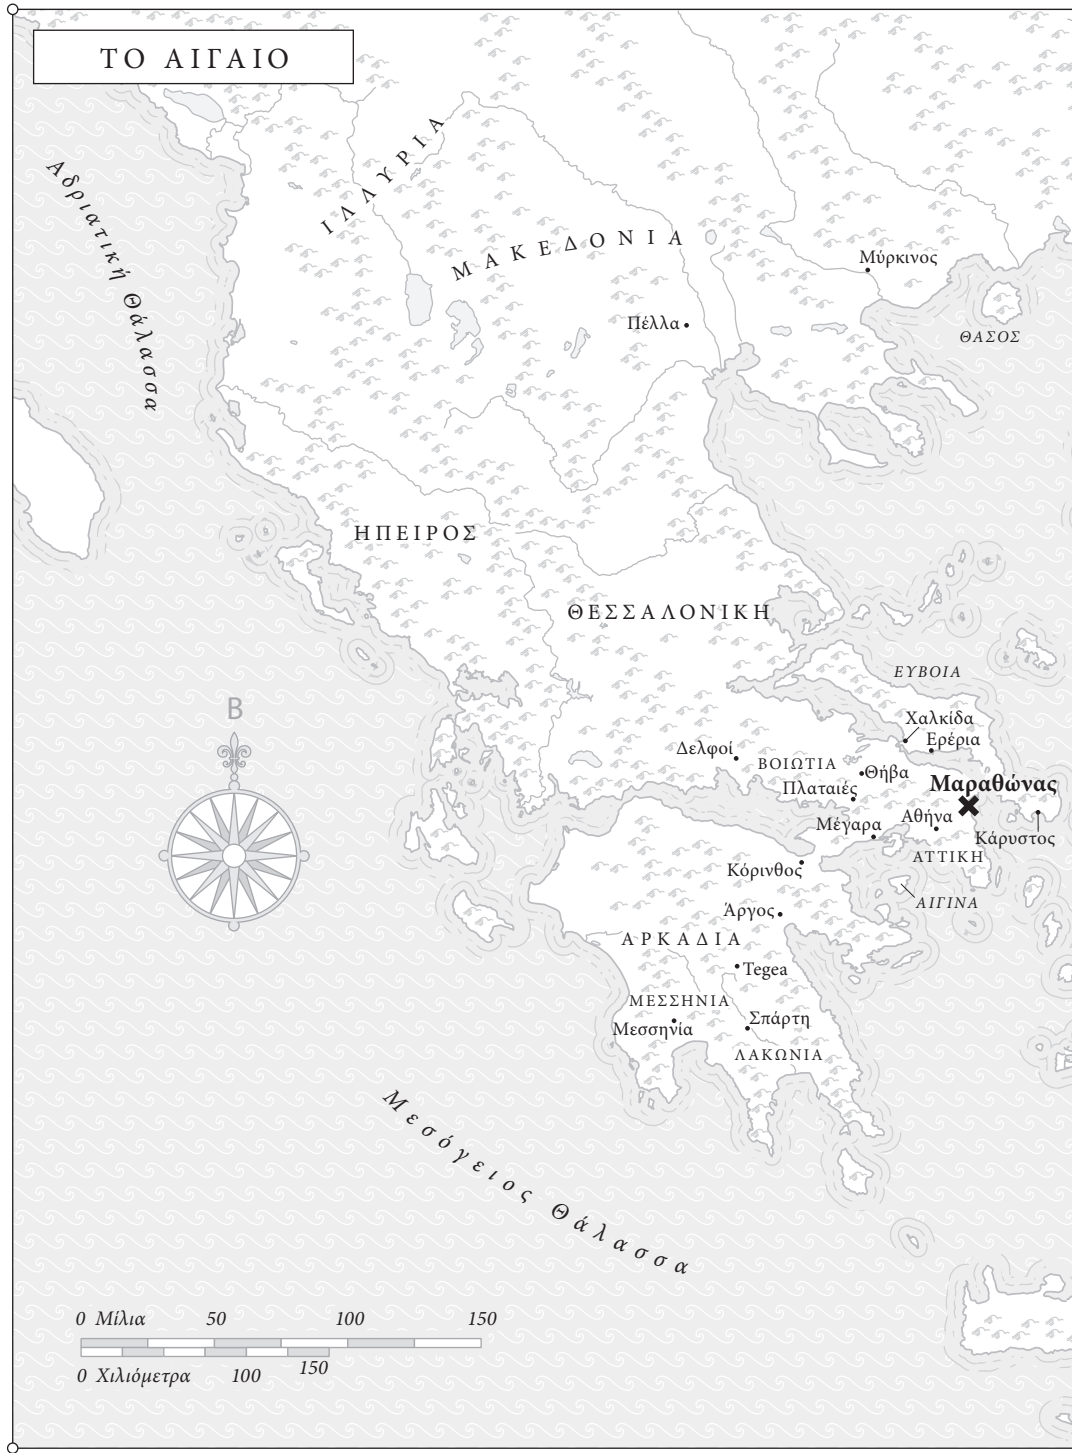 ΤΟ ΑΙΓΑΙΟ
Αδριατική Θάλασσα
ΙΛΛΥΡΙΑ
ΜΑΚΕΔΟΝΙΑ
Μύρκινος
Πέλλα
ΘΑΣΟΣ
ΗΠΕΙΡΟΣ
ΘΕΣΣΑΛΟΝΙΚΗ
ΕΥΒΟΙΑ
Β
Χαλκίδα
Ερέρια
Δελφοί
ΒΟΙΩΤΙΑ
Θήβα
Πλαταιές
Μαραθώνας
Μέγαρα
Αθήνα
Κάρυστος
ΑΤΤΙΚΗ
Κόρινθος
ΑΙΓΙΝΑ
Άργος
ΑΡΚΑΔΙΑ
Tegea
ΜΕΣΣΗΝΙΑ
Μεσσηνία
Σπάρτη
ΛΑΚΩΝΙΑ
Μεσόγειος Θάλασσα
0 Μίλια 50 100 150
0 Χιλιόμετρα 100 150